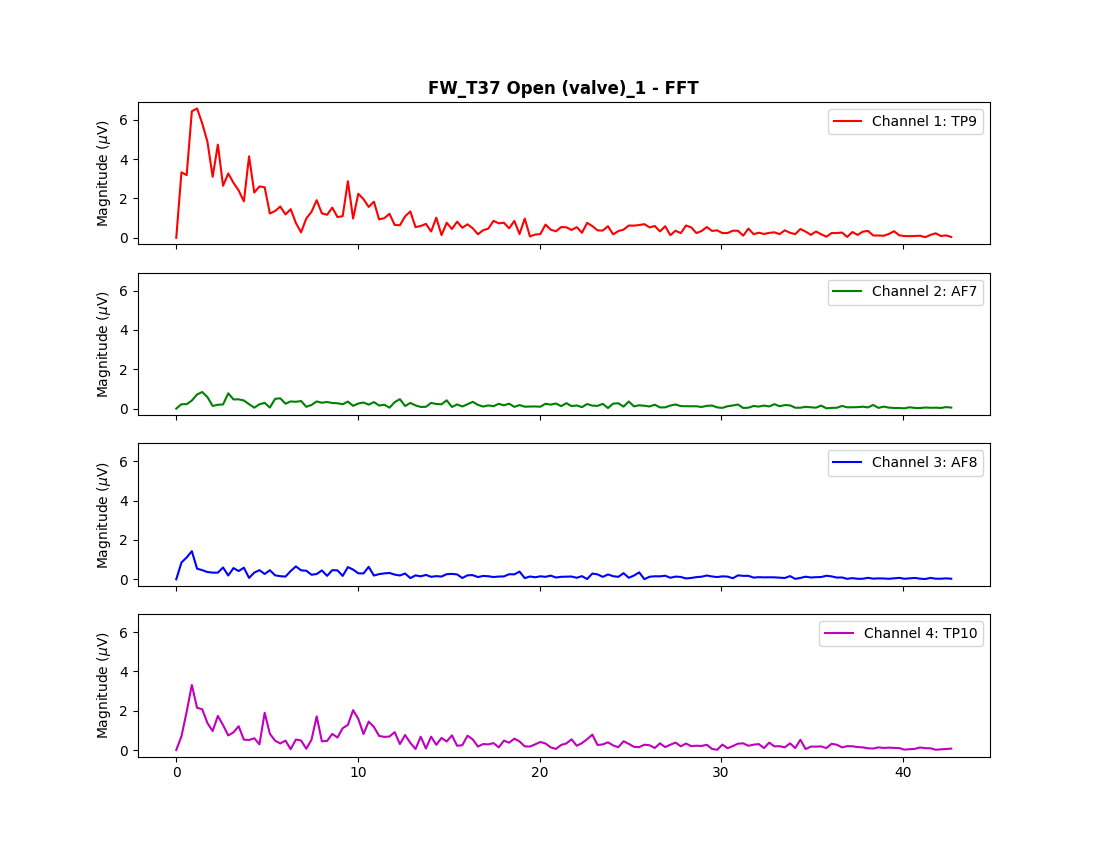 FW_T37 Open (valve)_1 - FFT
Magnitude (μV)
6
4
2
0
Channel 1: TP9
Magnitude (μV)
6
4
2
0
Channel 2: AF7
Magnitude (μV)
6
4
2
0
Channel 3: AF8
Magnitude (μV)
6
4
2
0
Channel 4: TP10
0 10 20 30 40